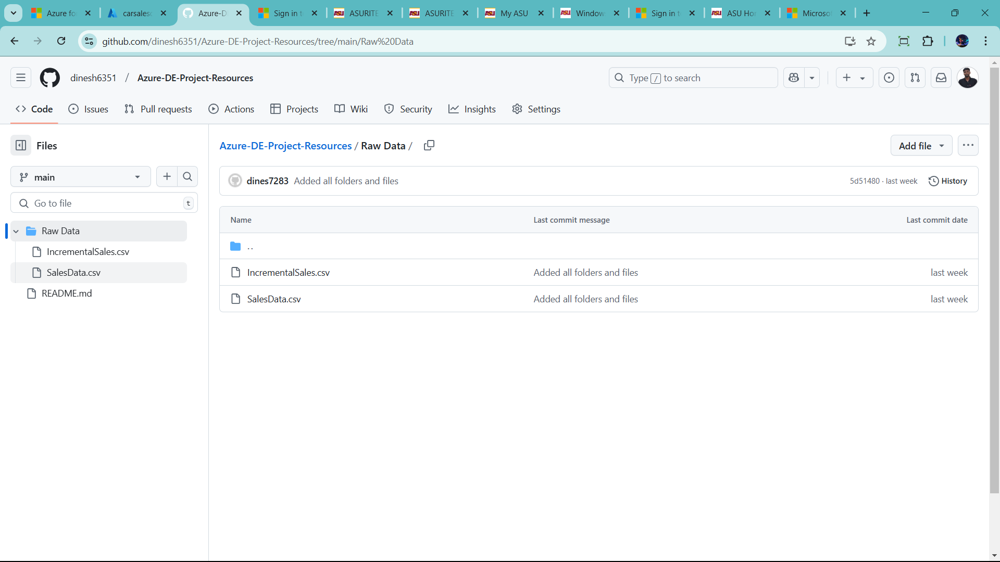 Azure fo
carsalesd
Azure-D
Sign in t
ASURITE
ASURITE
My ASU
Window
Sign in t
ASU Hor
Microsof
github.com/dinesh6351/Azure-DE-Project-Resources/tree/main/Raw%20Data
dinesh6351 / Azure-DE-Project-Resources
Type / to search
Code
Issues
Pull requests
Actions
Projects
Wiki
Security
Insights
Settings
Files
main
Go to file
t
Raw Data
IncrementalSales.csv
SalesData.csv
README.md
Azure-DE-Project-Resources / Raw Data /
Add file
dines7283 Added all folders and files
5d51480 · last week
History
Name Last commit message Last commit date
..
IncrementalSales.csv Added all folders and files last week
SalesData.csv Added all folders and files last week